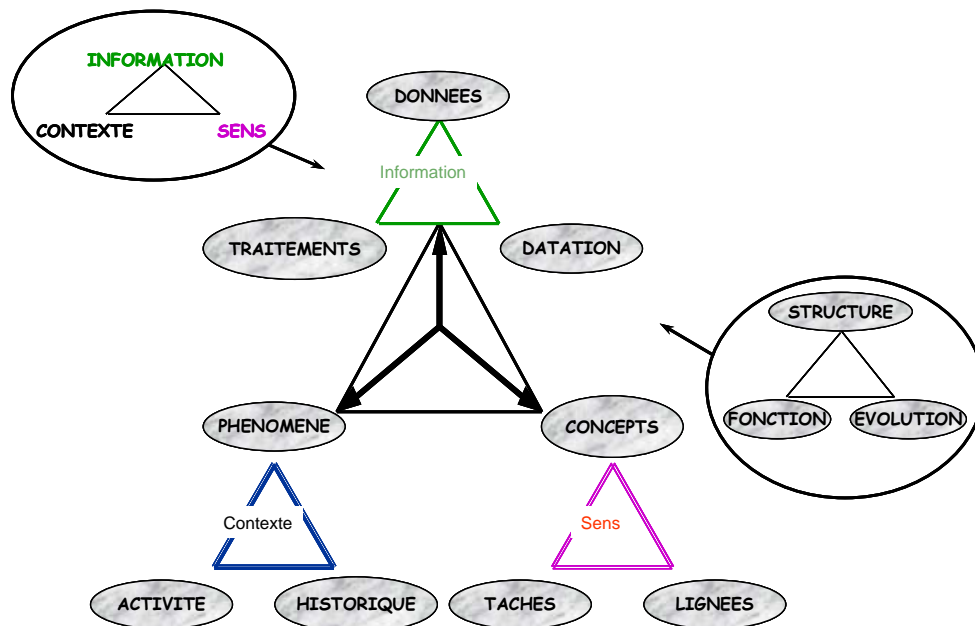 INFORMATION
CONTEXTE
SENS
DONNEES
Information
TRAITEMENTS
DATATION
STRUCTURE
FONCTION
EVOLUTION
PHENOMENE
CONCEPTS
Contexte
Sens
ACTIVITE
HISTORIQUE
TACHES
LIGNEES